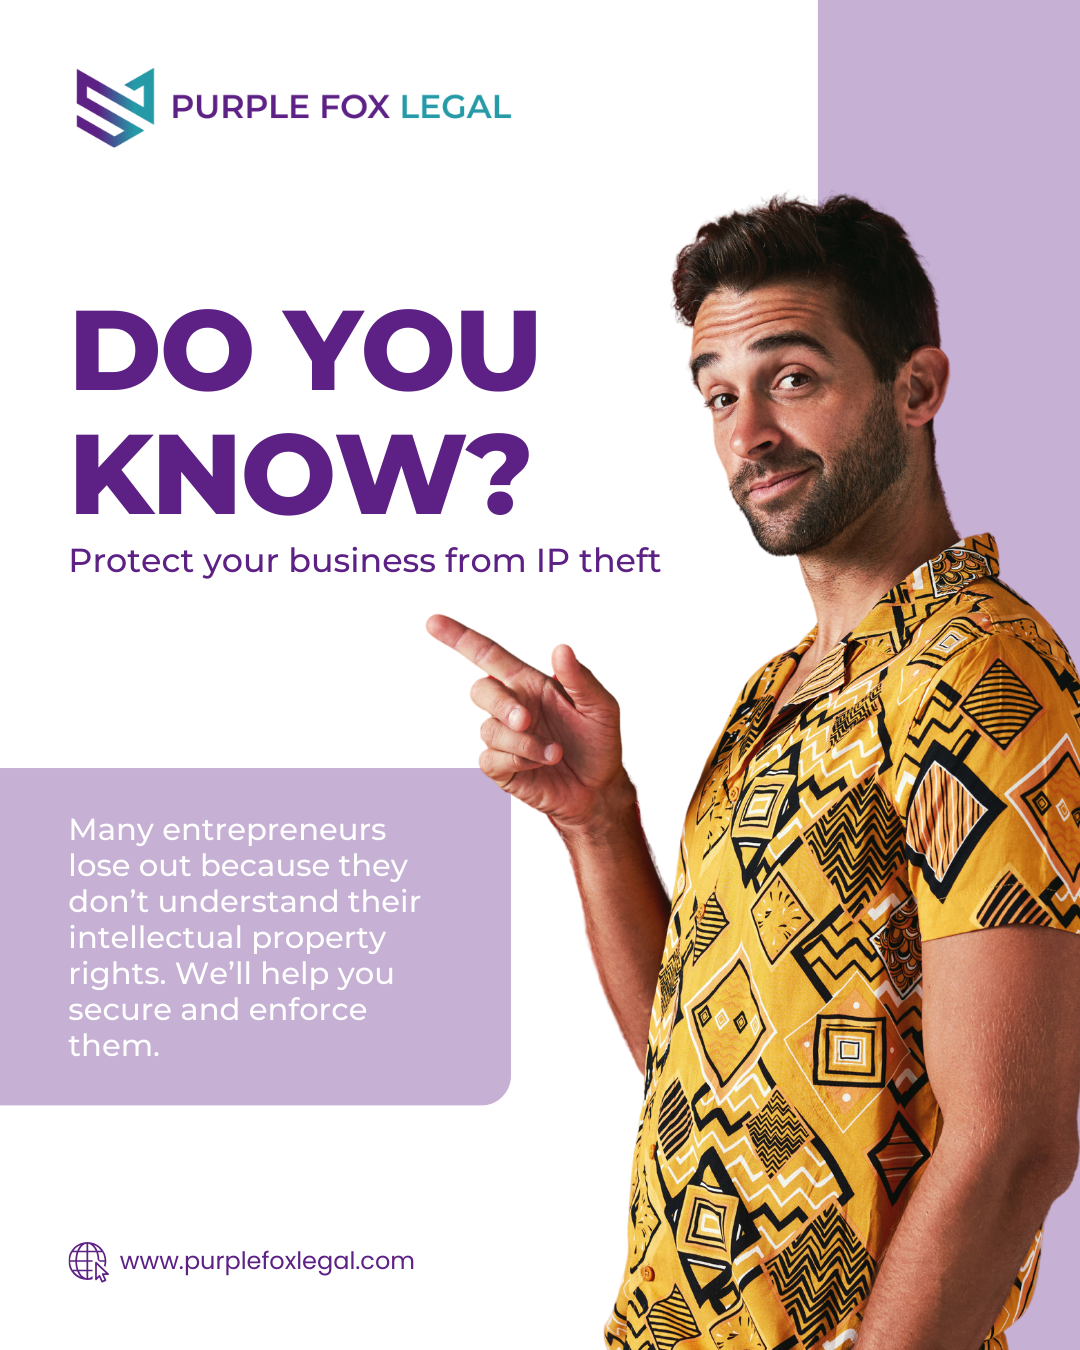 PURPLE FOX LEGAL
DO YOU
KNOW?
Protect your business from IP theft
Many entrepreneurs
lose out because they
don’t understand their
intellectual property
rights. We’ll help you
secure and enforce
them.
www.purplefoxlegal.com